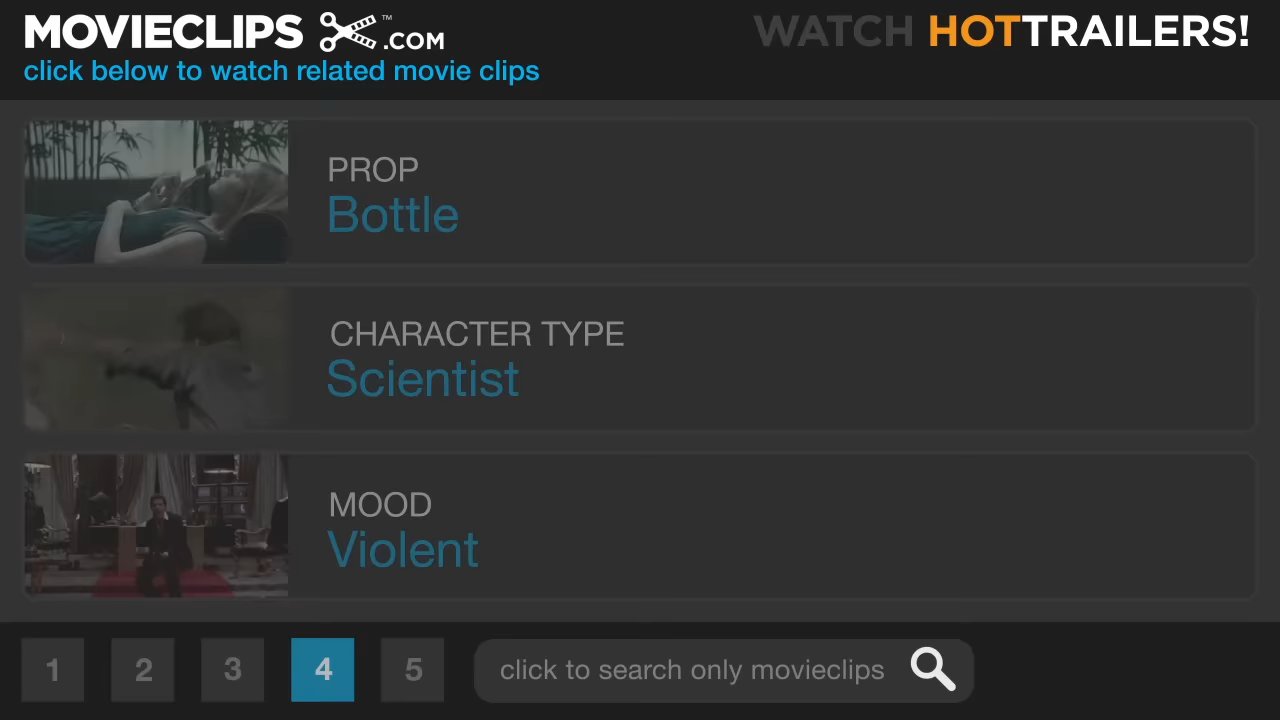 MOVIECLIPS ™ .COM
WATCH HOTTRAILERS!
click below to watch related movie clips
PROP
Bottle
CHARACTER TYPE
Scientist
MOOD
Violent
1 2 3 4 5 click to search only movieclips